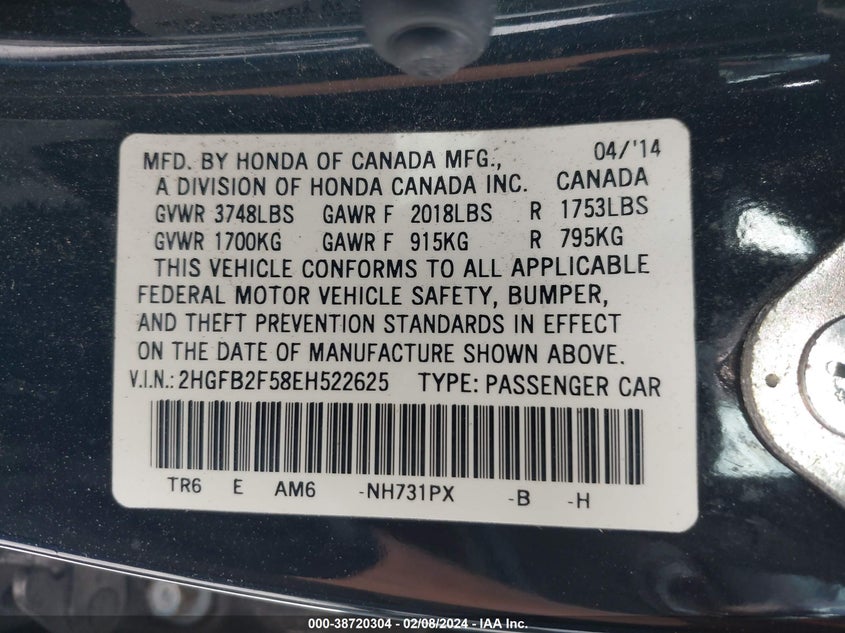 MFD. BY HONDA OF CANADA MFG., 04/'14
A DIVISION OF HONDA CANADA INC. CANADA
GVWR 3748LBS GAWR F 2018LBS R 1753LBS
GVWR 1700KG GAWR F 915KG R 795KG
THIS VEHICLE CONFORMS TO ALL APPLICABLE
FEDERAL MOTOR VEHICLE SAFETY, BUMPER,
AND THEFT PREVENTION STANDARDS IN EFFECT
ON THE DATE OF MANUFACTURE SHOWN ABOVE.
V.I.N.: 2HGFB2F58EH522625 TYPE: PASSENGER CAR
TR6 E AM6 -NH731PX -B -H
000-38720304 - 02/08/2024 - IAA Inc.